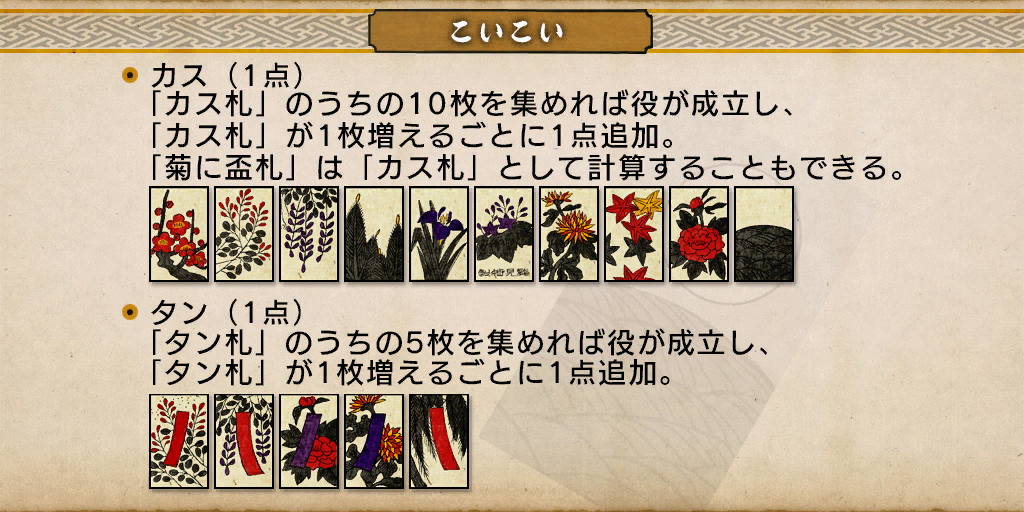 こいこい
カス（1点）
「カス札」のうちの10枚を集めれば役が成立し、
「カス札」が1枚増えるごとに1点追加。
「菊に盃札」は「カス札」として計算することもできる。
タン（1点）
「タン札」のうちの5枚を集めれば役が成立し、
「タン札」が1枚増えるごとに1点追加。